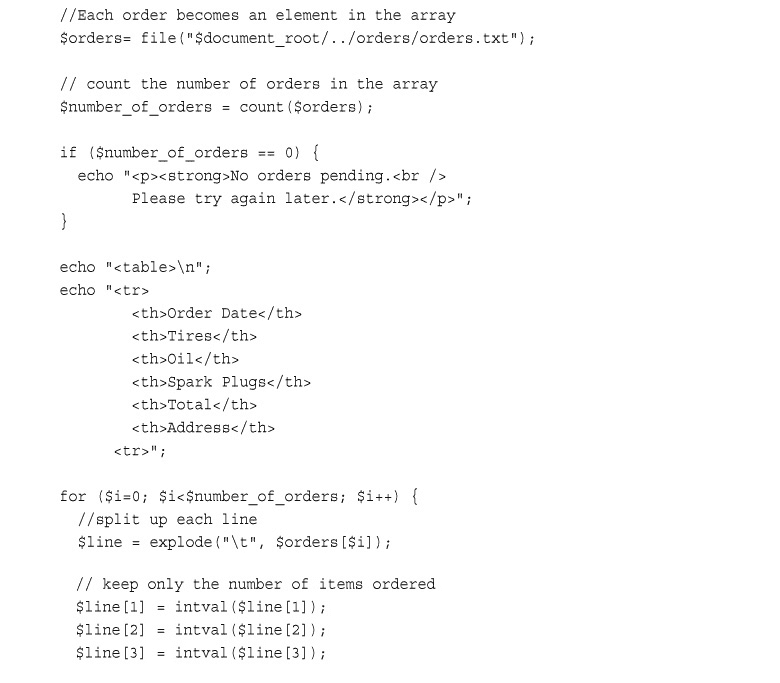 //Each order becomes an element in the array
$orders= file("$document_root/../orders/orders.txt");
// count the number of orders in the array
$number_of_orders = count($orders);
if ($number_of_orders == 0) {
echo "<p><strong>No orders pending.<br />
Please try again later.</strong></p>";
}
echo "<table>\n";
echo "<tr>
<th>Order Date</th>
<th>Tires</th>
<th>Oil</th>
<th>Spark Plugs</th>
<th>Total</th>
<th>Address</th>
<tr>";
for ($i=0; $i<$number_of_orders; $i++) {
//split up each line
$line = explode("\t", $orders[$i]);
// keep only the number of items ordered
$line[1] = intval($line[1]);
$line[2] = intval($line[2]);
$line[3] = intval($line[3]);